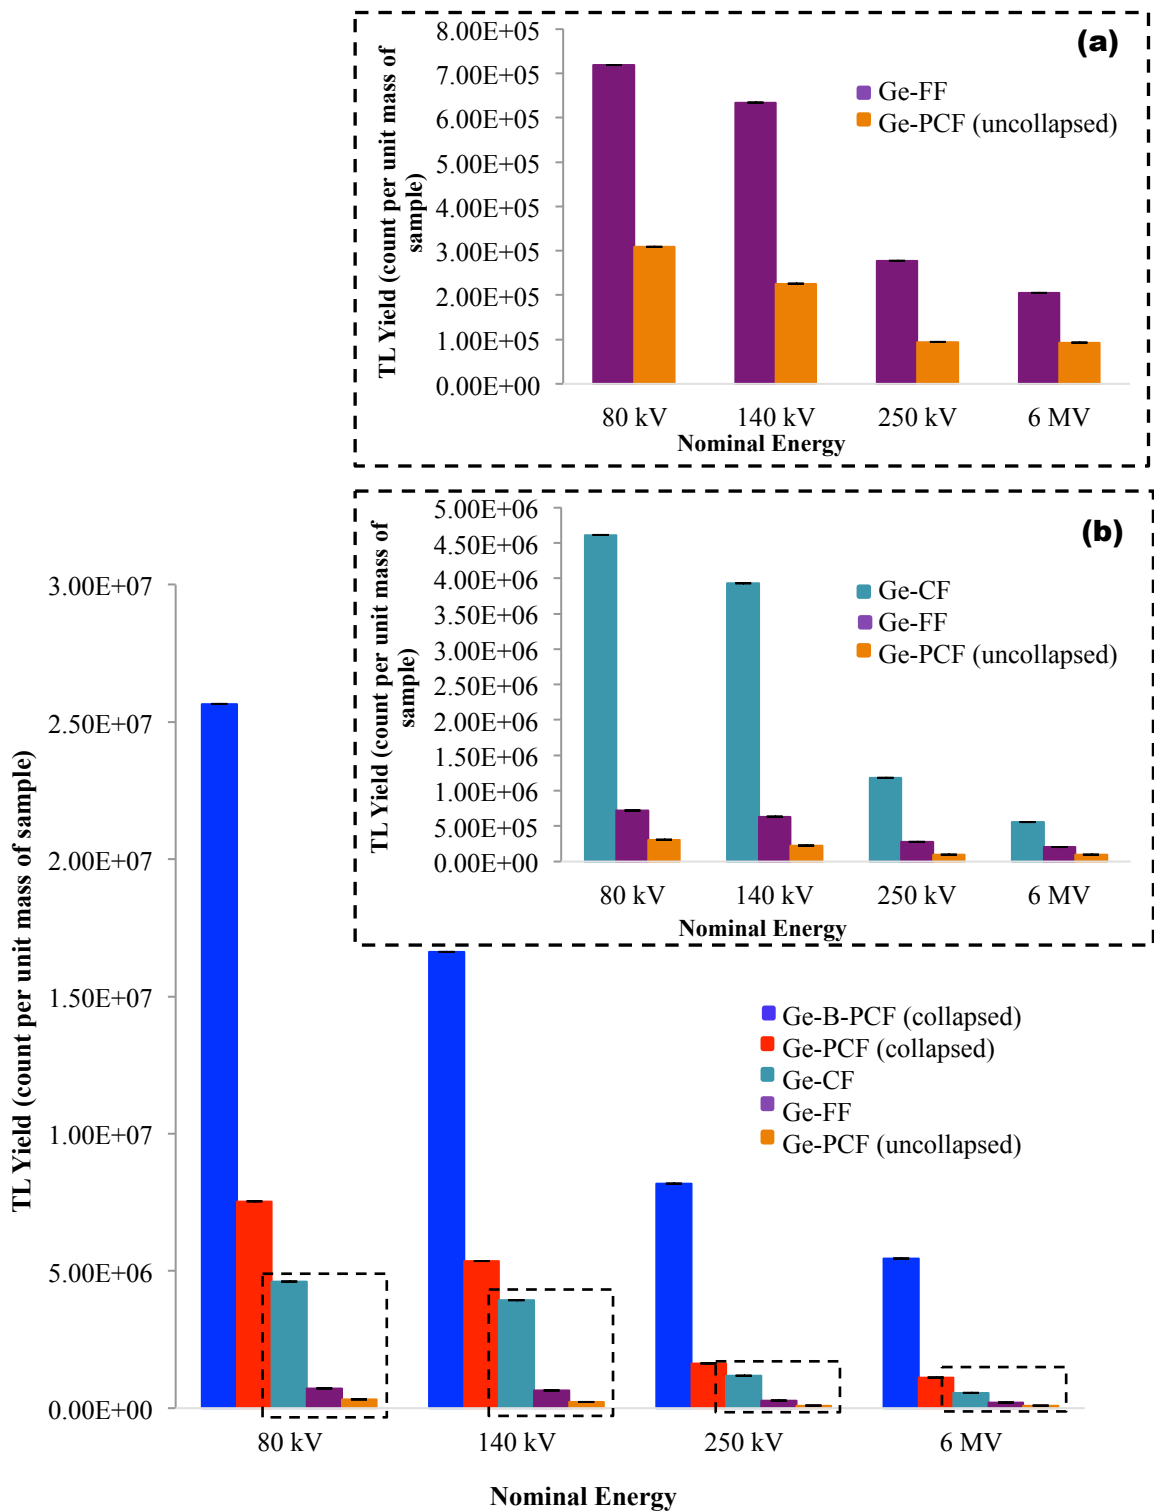 (a)
8.00E+05
7.00E+05
6.00E+05
5.00E+05
4.00E+05
3.00E+05
2.00E+05
1.00E+05
0.00E+00
TL Yield (count per unit mass of
sample)
Ge-FF
Ge-PCF (uncollapsed)
80 kV 140 kV 250 kV 6 MV
Nominal Energy
(b)
5.00E+06
4.50E+06
4.00E+06
3.50E+06
3.00E+06
2.50E+06
2.00E+06
1.50E+06
1.00E+06
5.00E+05
0.00E+00
TL Yield (count per unit mass of
sample)
Ge-CF
Ge-FF
Ge-PCF (uncollapsed)
80 kV 140 kV 250 kV 6 MV
Nominal Energy
3.00E+07
2.50E+07
2.00E+07
1.50E+07
1.00E+07
5.00E+06
0.00E+00
TL Yield (count per unit mass of sample)
Ge-B-PCF (collapsed)
Ge-PCF (collapsed)
Ge-CF
Ge-FF
Ge-PCF (uncollapsed)
80 kV 140 kV 250 kV 6 MV
Nominal Energy